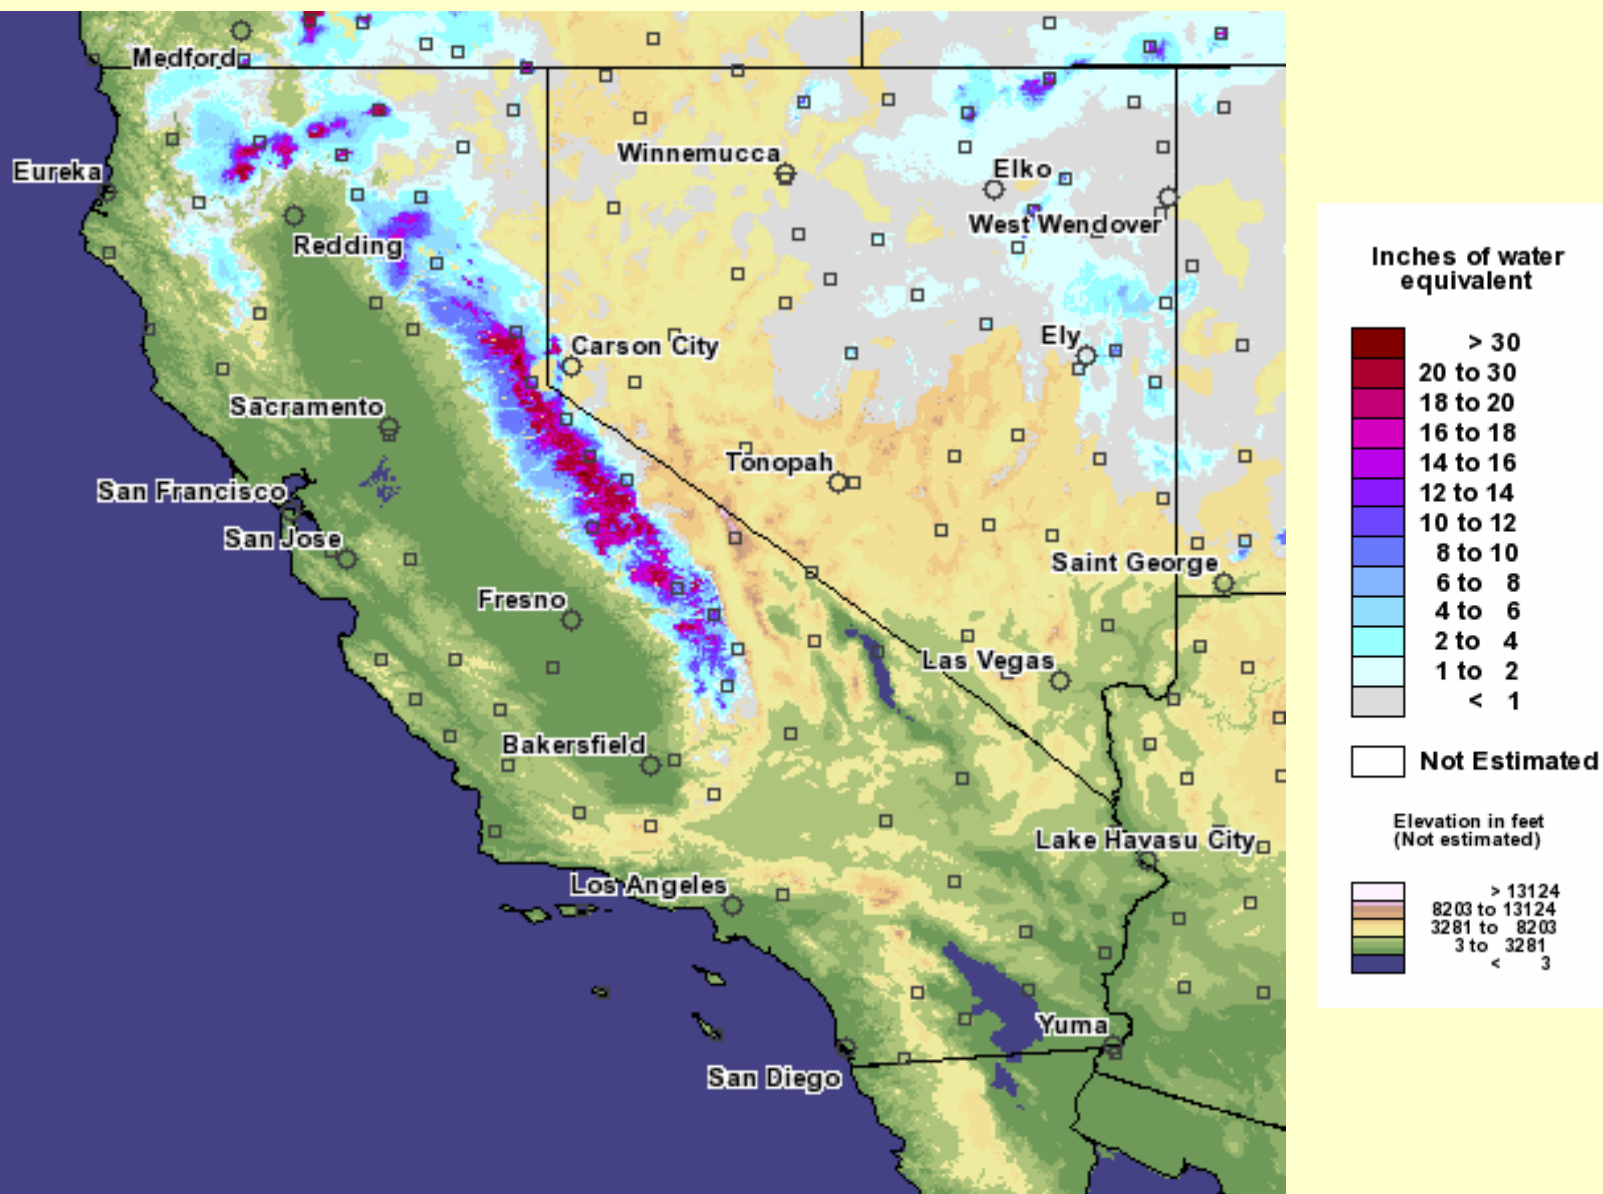 Medford
Eureka
Winnemucca
Elko
West Wendover
Redding
Carson City
Ely
Sacramento
Tonopah
San Francisco
San Jose
Saint George
Fresno
Las Vegas
Bakersfield
Lake Havasu City
Los Angeles
Yuma
San Diego
Inches of water
equivalent
> 30
20 to 30
18 to 20
16 to 18
14 to 16
12 to 14
10 to 12
8 to 10
6 to 8
4 to 6
2 to 4
1 to 2
< 1
Not Estimated
Elevation in feet
(Not estimated)
> 13124
8203 to 13124
3281 to 8203
3 to 3281
< 3